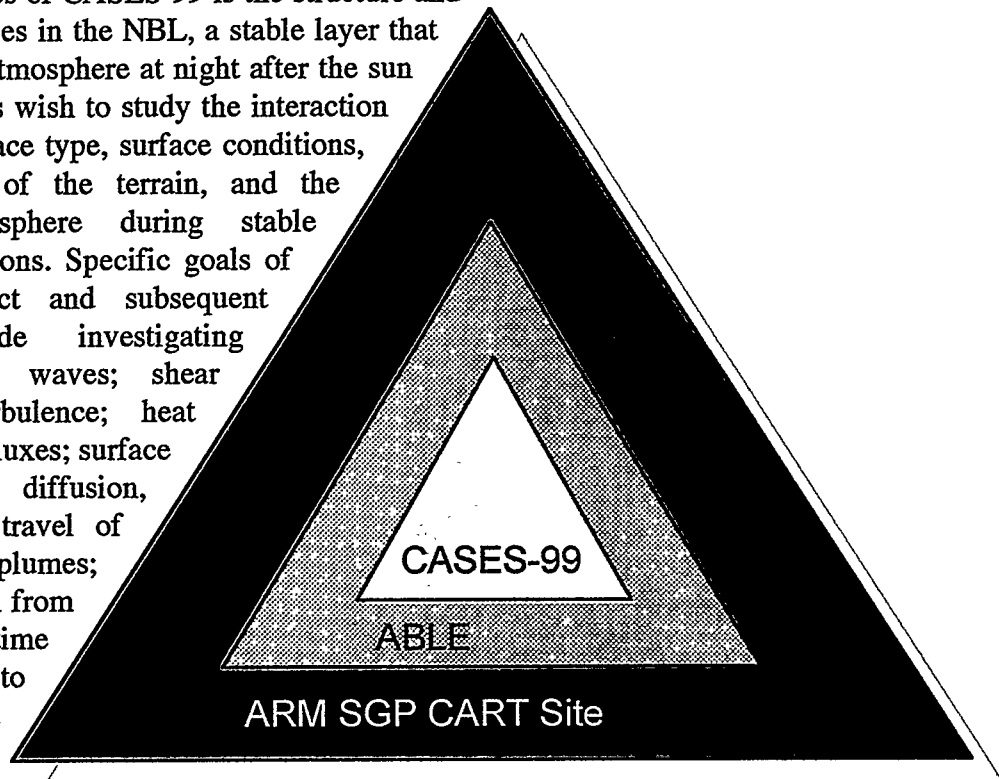 of CASES-99 is the structure and
es in the NBL, a stable layer that
tmosphere at night after the sun
s wish to study the interaction
ace type, surface conditions,
of the terrain, and the
sphere during stable
ons. Specific goals of
ct and subsequent
de investigating
waves; shear
rbulence; heat
luxes; surface
diffusion,
travel of
plumes;
from
ime
to
CASES-99
ABLE
ARM SGP CART Site